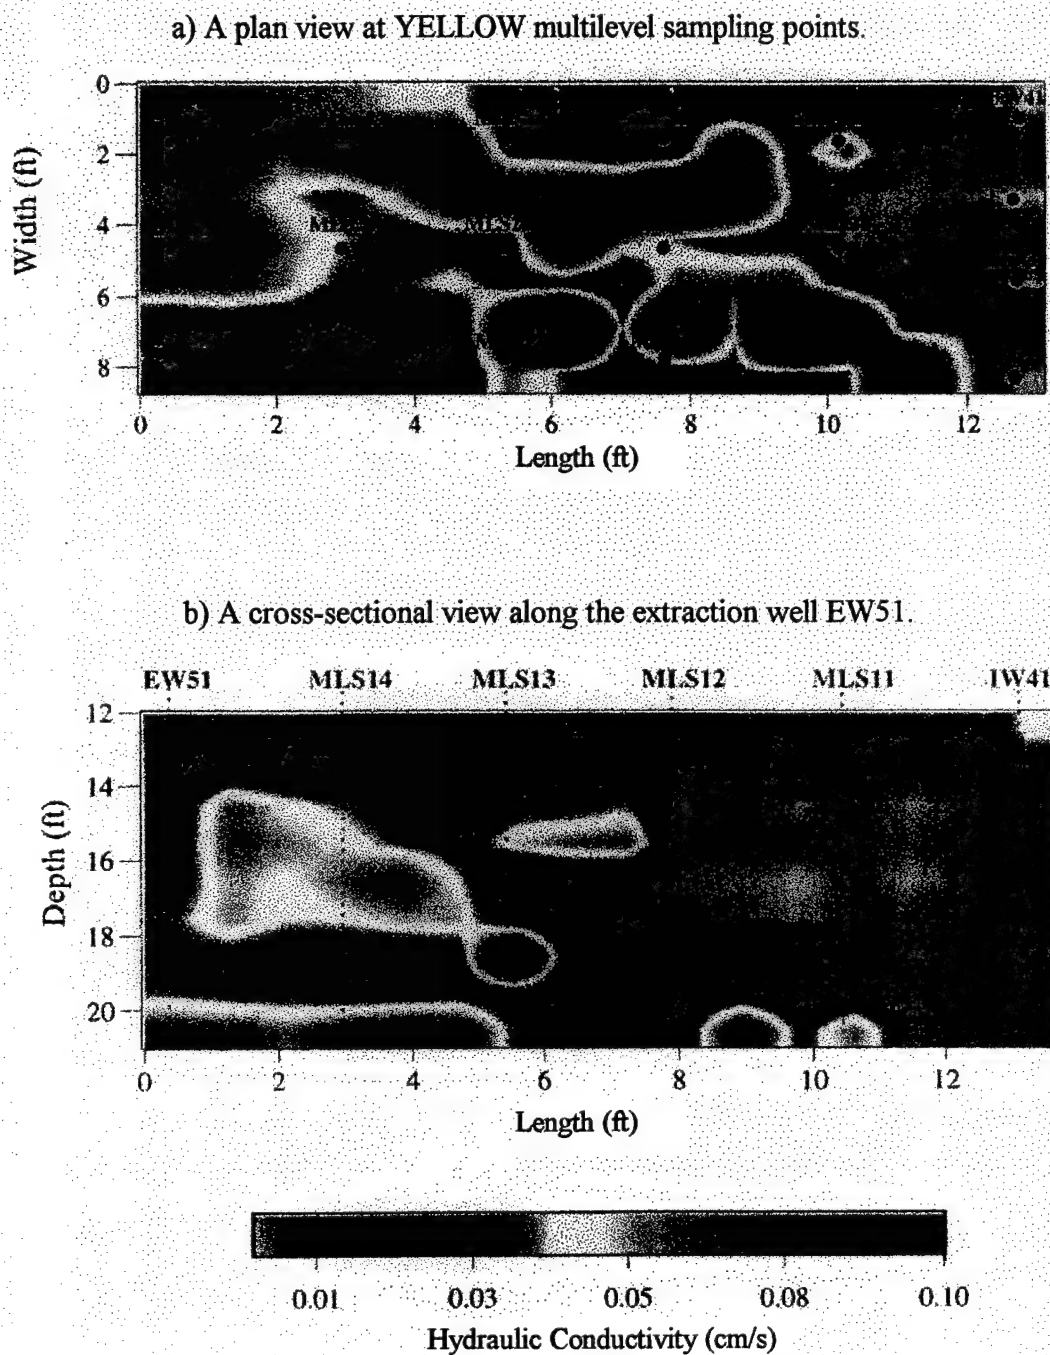 a) A plan view at YELLOW multilevel sampling points.
0
2
4
6
8
Width (ft)
0 2 4 6 8 10 12
Length (ft)
b) A cross-sectional view along the extraction well EW51.
EW51 MLS14 MLS13 MLS12 MLS11 IW41
12
14
16
18
20
Depth (ft)
0 2 4 6 8 10 12
Length (ft)
0.01 0.03 0.05 0.08 0.10
Hydraulic Conductivity (cm/s)